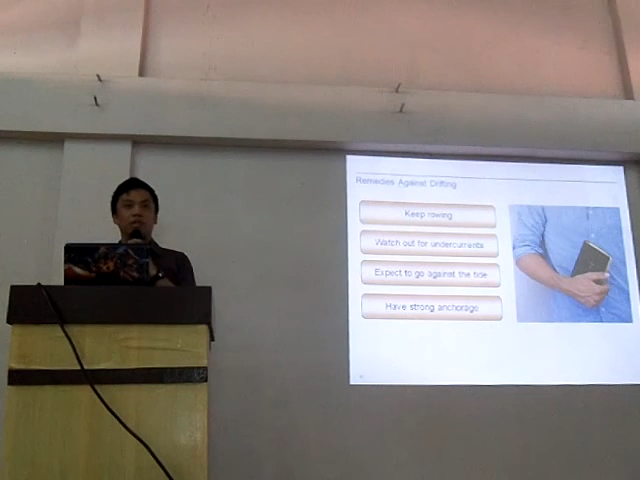 Remedies Against Drifting
Keep rowing
Watch out for undercurrents
Expect to go against the tide
Have strong anchorage